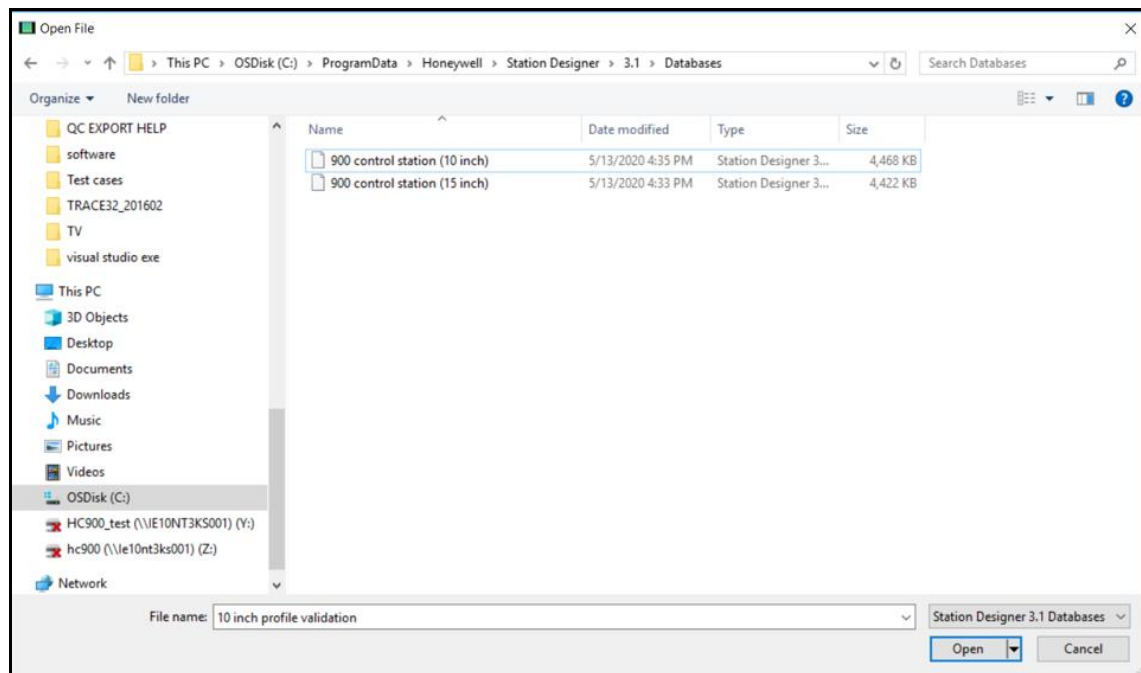 Open File
This PC > OSDisk (C:) > ProgramData > Honeywell > Station Designer > 3.1 > Databases
Search Databases
Organize
New folder
Name
Date modified
Type
Size
900 control station (10 inch)
5/13/2020 4:35 PM
Station Designer 3...
4,468 KB
900 control station (15 inch)
5/13/2020 4:33 PM
Station Designer 3...
4,422 KB
QC EXPORT HELP
software
Test cases
TRACE32_201602
TV
visual studio exe
This PC
3D Objects
Desktop
Documents
Downloads
Music
Pictures
Videos
OSDisk (C:)
HC900_test (\\IE10NT3KS001) (Y:)
hc900 (\\Ie10nt3ks001) (Z:)
Network
File name:
10 inch profile validation
Station Designer 3.1 Databases
Open
Cancel